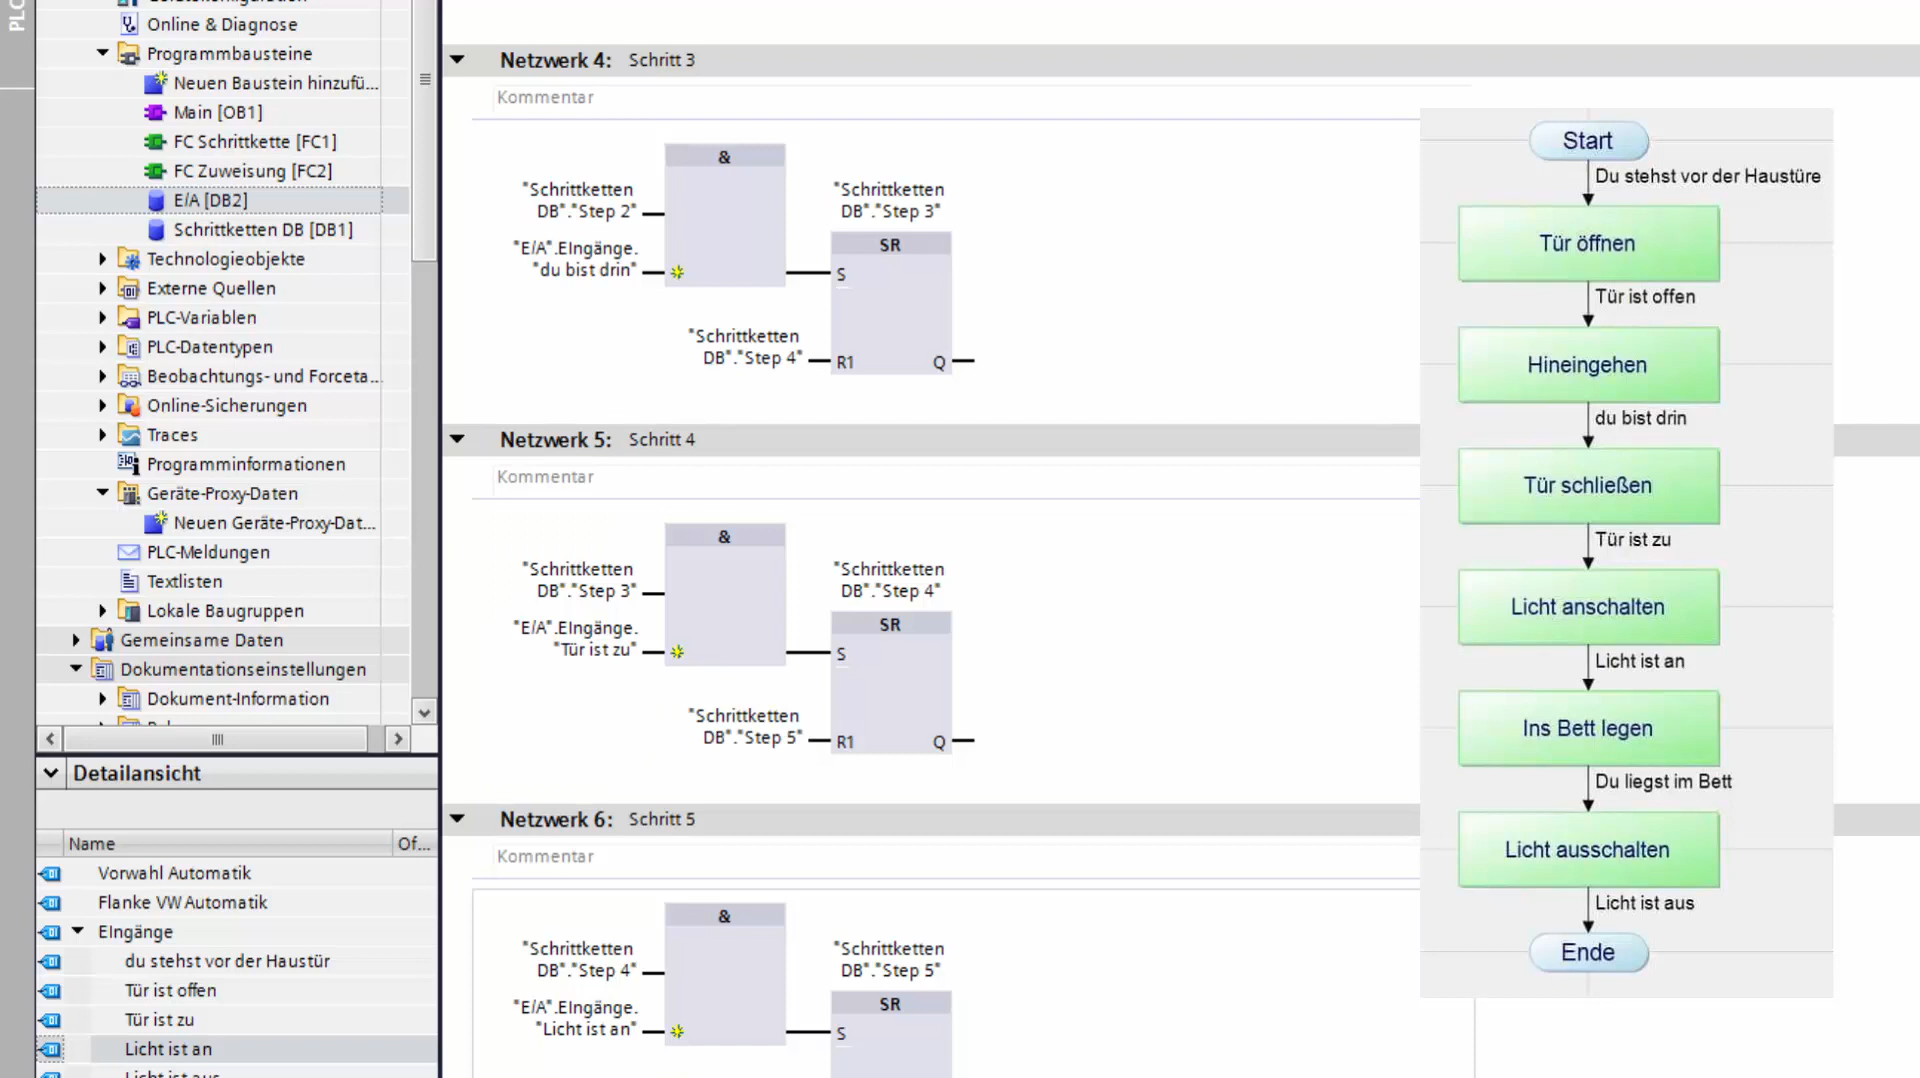 PLC
Online & Diagnose
Programmbausteine
Neuen Baustein hinzufü...
Main [OB1]
FC Schrittkette [FC1]
FC Zuweisung [FC2]
E/A [DB2]
Schrittketten DB [DB1]
Technologieobjekte
Externe Quellen
PLC-Variablen
PLC-Datentypen
Beobachtungs- und Forceta...
Online-Sicherungen
Traces
Programminformationen
Geräte-Proxy-Daten
Neuen Geräte-Proxy-Dat...
PLC-Meldungen
Textlisten
Lokale Baugruppen
Gemeinsame Daten
Dokumentationseinstellungen
Dokument-Information
Detailansicht
Name Of...
Vorwahl Automatik
Flanke VW Automatik
EIngänge
du stehst vor der Haustür
Tür ist offen
Tür ist zu
Licht ist an
Licht ist aus
Netzwerk 4: Schritt 3
Kommentar
&
"Schrittketten
DB"."Step 2"
"E/A".EIngänge.
"du bist drin"
"Schrittketten
DB"."Step 3"
SR
S
"Schrittketten
DB"."Step 4"
R1 Q
Netzwerk 5: Schritt 4
Kommentar
&
"Schrittketten
DB"."Step 3"
"E/A".EIngänge.
"Tür ist zu"
"Schrittketten
DB"."Step 4"
SR
S
"Schrittketten
DB"."Step 5"
R1 Q
Netzwerk 6: Schritt 5
Kommentar
&
"Schrittketten
DB"."Step 4"
"E/A".EIngänge.
"Licht ist an"
"Schrittketten
DB"."Step 5"
SR
S
Start
Du stehst vor der Haustüre
Tür öffnen
Tür ist offen
Hineingehen
du bist drin
Tür schließen
Tür ist zu
Licht anschalten
Licht ist an
Ins Bett legen
Du liegst im Bett
Licht ausschalten
Licht ist aus
Ende